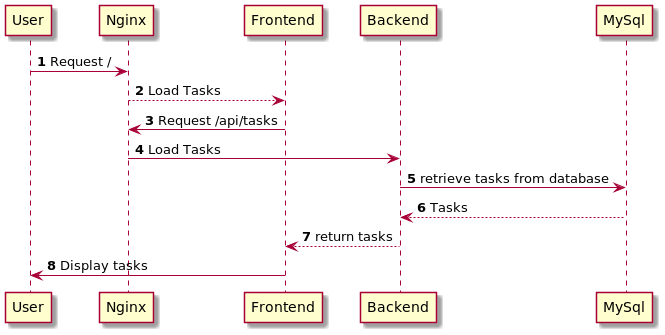 User Nginx Frontend Backend MySql
1 Request /
2 Load Tasks
3 Request /api/tasks
4 Load Tasks
5 retrieve tasks from database
6 Tasks
7 return tasks
8 Display tasks
User Nginx Frontend Backend MySql